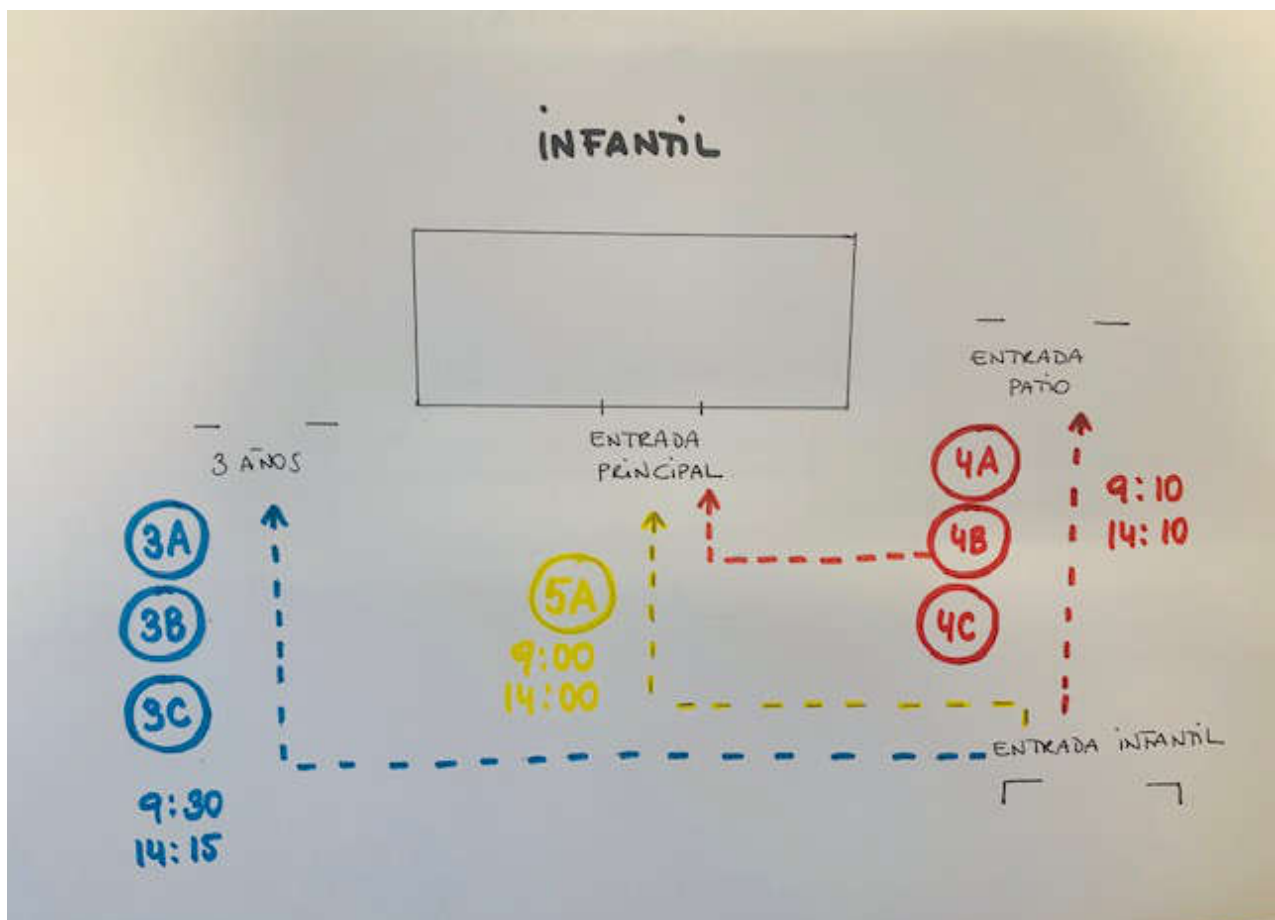 INFANTIL
ENTRADA
PATIO
ENTRADA
PRINCIPAL
3 AÑOS
3A
3B
3C
9:30
14:15
5A
9:00
14:00
4A
4B
4C
9:10
14:10
ENTRADA INFANTIL